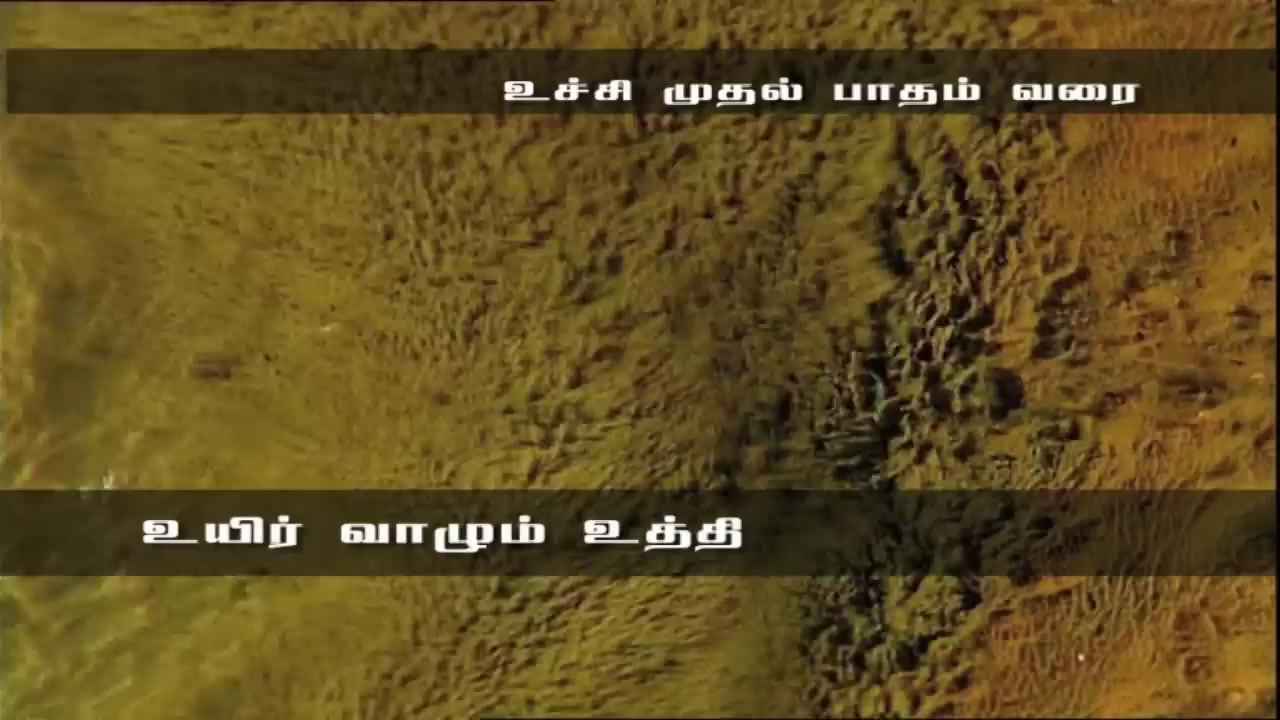 உச்சி முதல் பாதம் வரை
உயிர் வாழும் உத்தி